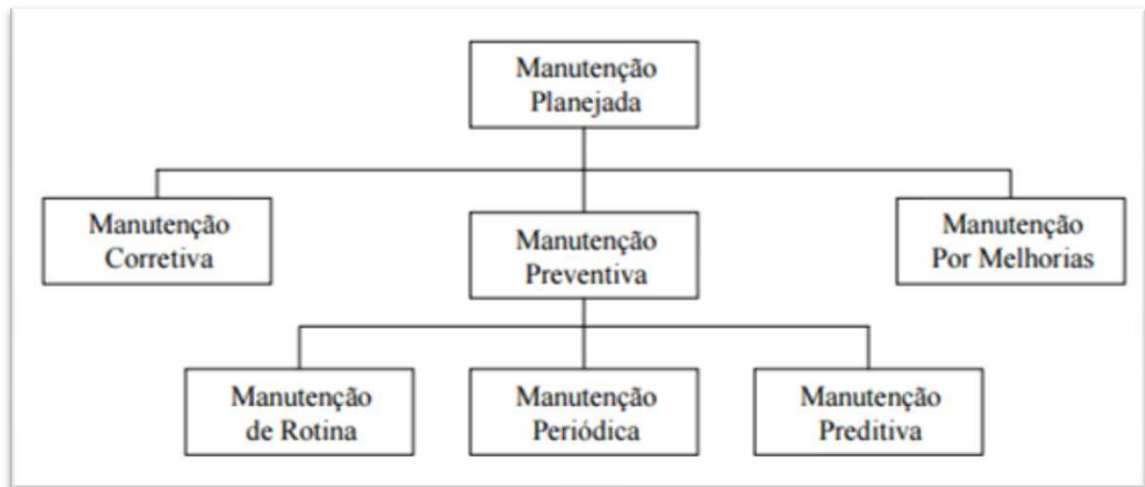 Manutenção
Planejada
Manutenção
Corretiva
Manutenção
Preventiva
Manutenção
Por Melhorias
Manutenção
de Rotina
Manutenção
Periódica
Manutenção
Preditiva